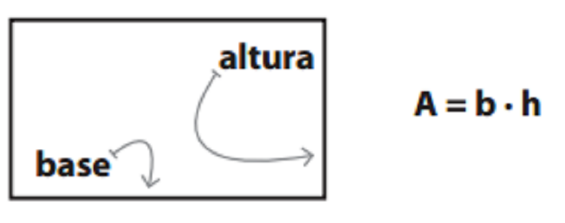 altura
A = b · h
base